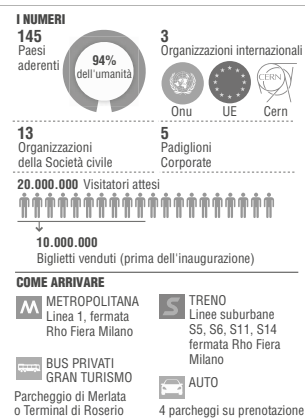 I NUMERI
145
Paesi
aderenti
94%
dell'umanità
3
Organizzazioni internazionali
CERN
Onu
UE
Cern
13
Organizzazioni
della Società civile
5
Padiglioni
Corporate
20.000.000 Visitatori attesi
10.000.000
Biglietti venduti (prima dell'inaugurazione)
COME ARRIVARE
M
METROPOLITANA
Linea 1, fermata
Rho Fiera Milano
S
TRENO
Linee suburbane
S5, S6, S11, S14
fermata Rho Fiera
Milano
BUS PRIVATI
GRAN TURISMO
Parcheggio di Merlata
o Terminal di Roserio
AUTO
4 parcheggi su prenotazione